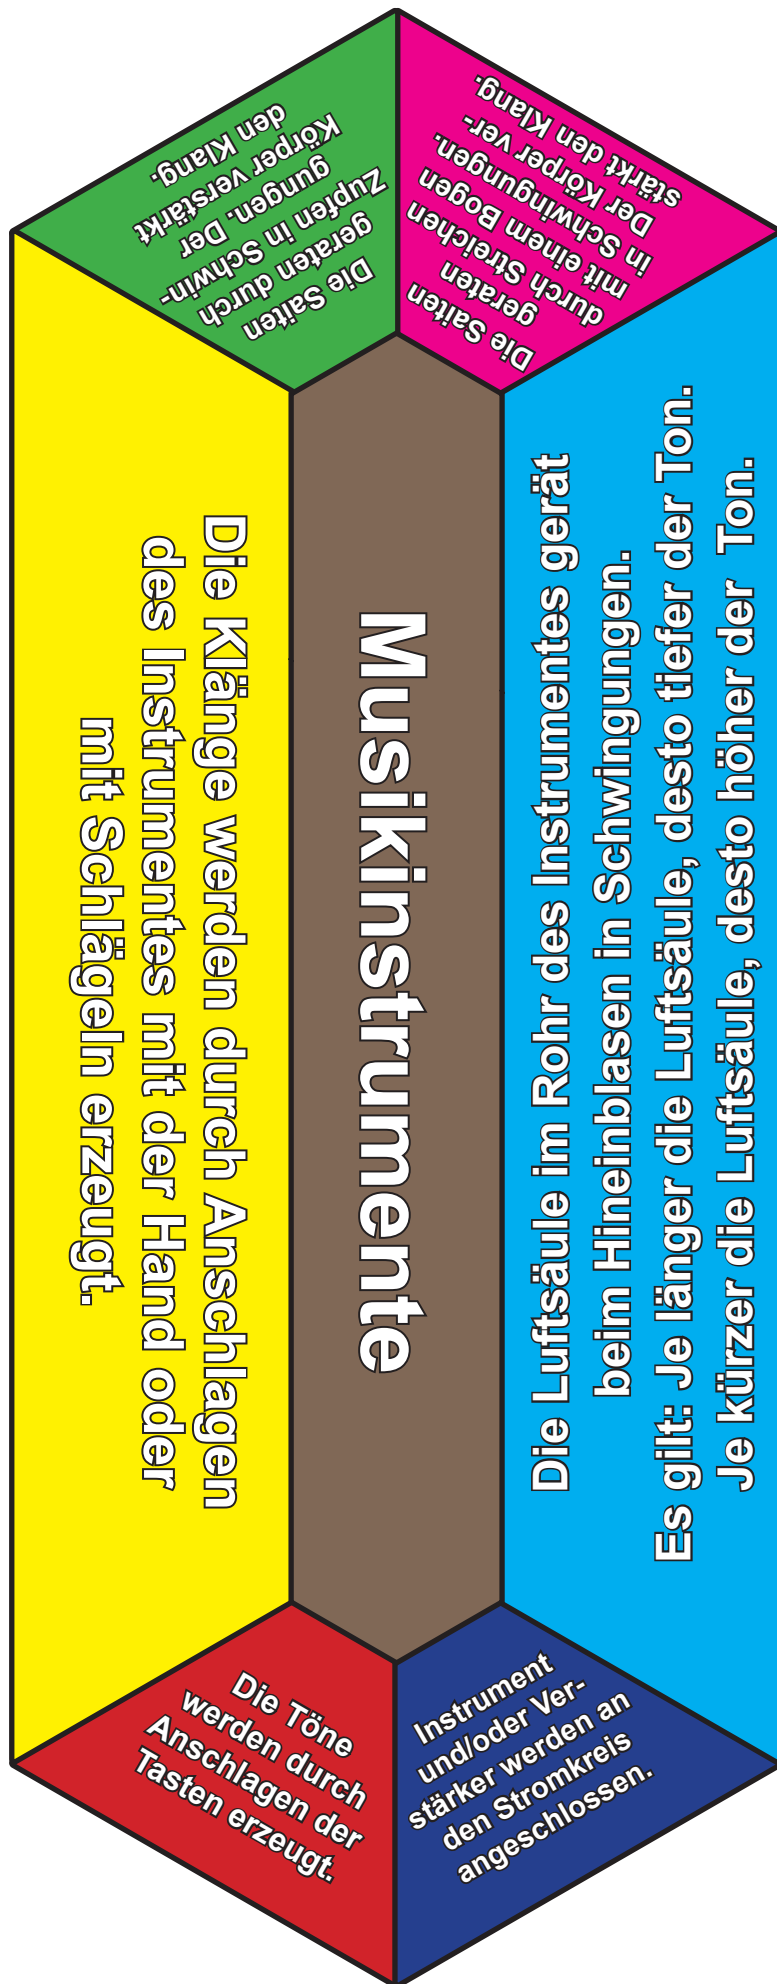 Musikinstrumente
Die Saiten
geraten durch
Zupfen in Schwin-
gungen. Der
Körper verstärkt
den Klang.
Die Saiten
geraten
durch Streichen
mit einem Bogen
in Schwingungen.
Der Körper ver-
stärkt den Klang.
Die Luftsäule im Rohr des Instrumentes gerät
beim Hineinblasen in Schwingungen.
Es gilt: Je länger die Luftsäule, desto tiefer der Ton.
Je kürzer die Luftsäule, desto höher der Ton.
Instrument
und/oder Ver-
stärker werden an
den Stromkreis
angeschlossen.
Die Töne
werden durch
Anschlagen der
Tasten erzeugt.
Die Klänge werden durch Anschlagen
des Instrumentes mit der Hand oder
mit Schlägeln erzeugt.